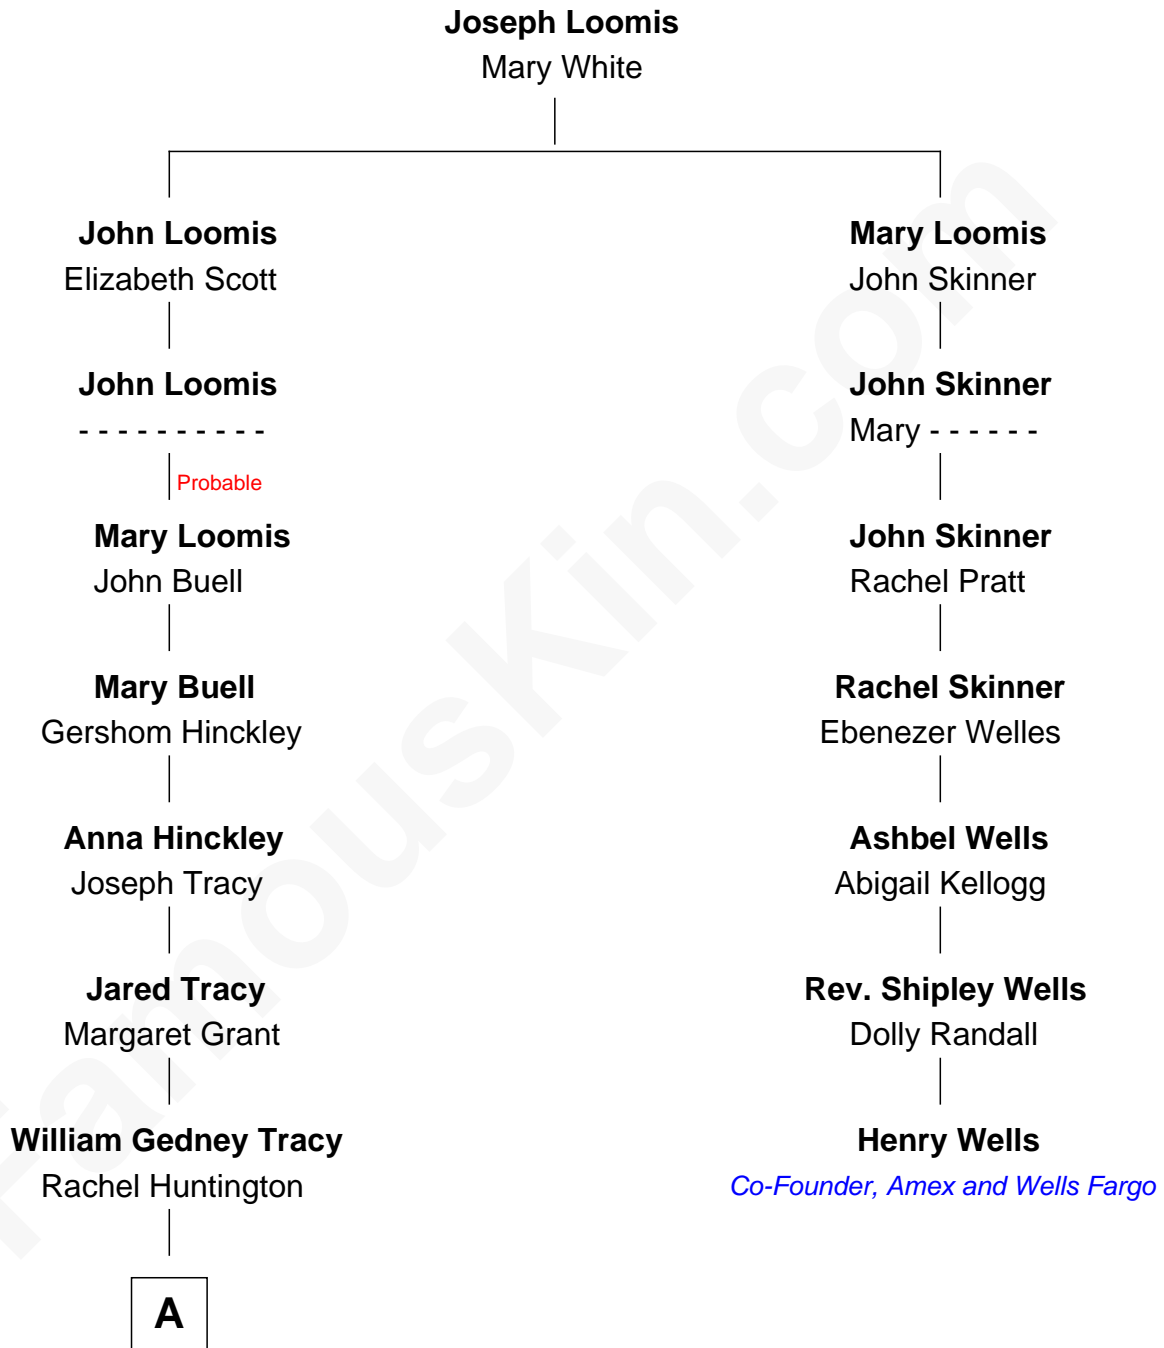 Joseph Loomis
Mary White
John Loomis
Elizabeth Scott
John Loomis
- - - - - - - - - -
Probable
Mary Loomis
John Buell
Mary Buell
Gershom Hinckley
Anna Hinckley
Joseph Tracy
Jared Tracy
Margaret Grant
William Gedney Tracy
Rachel Huntington
A
Mary Loomis
John Skinner
John Skinner
Mary - - - - - -
John Skinner
Rachel Pratt
Rachel Skinner
Ebenezer Welles
Ashbel Wells
Abigail Kellogg
Rev. Shipley Wells
Dolly Randall
Henry Wells
Co-Founder, Amex and Wells Fargo
FamousKin.com